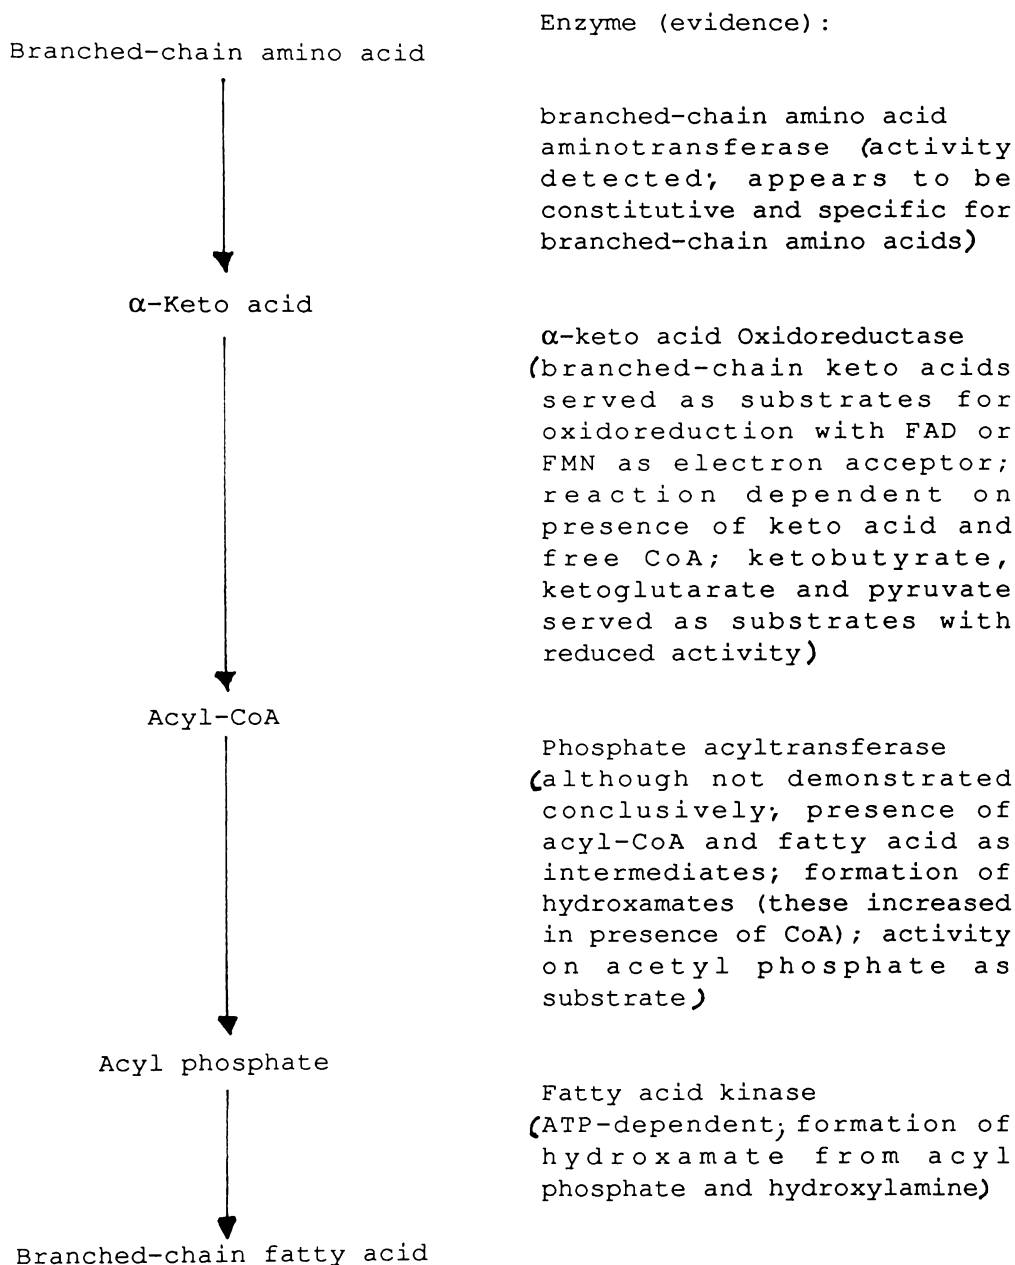 Enzyme (evidence):
Branched-chain amino acid
branched-chain amino acid
aminotransferase (activity
detected; appears to be
constitutive and specific for
branched-chain amino acids)
α-Keto acid
α-keto acid Oxidoreductase
(branched-chain keto acids
served as substrates for
oxidoreduction with FAD or
FMN as electron acceptor;
reaction dependent on
presence of keto acid and
free CoA; ketobutyrate,
ketoglutarate and pyruvate
served as substrates with
reduced activity)
Acyl-CoA
Phosphate acyltransferase
(although not demonstrated
conclusively; presence of
acyl-CoA and fatty acid as
intermediates; formation of
hydroxamates (these increased
in presence of CoA); activity
on acetyl phosphate as
substrate)
Acyl phosphate
Fatty acid kinase
(ATP-dependent; formation of
hydroxamate from acyl
phosphate and hydroxylamine)
Branched-chain fatty acid